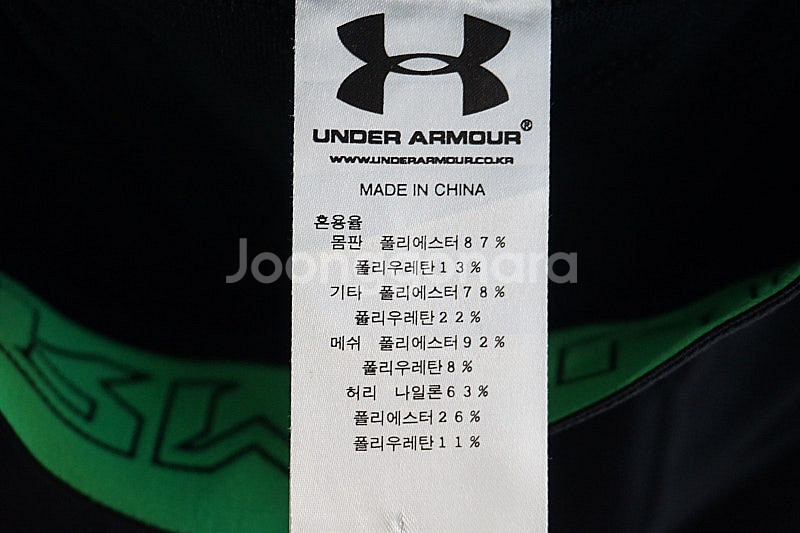 UNDER ARMOUR®
WWW.UNDERARMOUR.CO.KR
MADE IN CHINA
혼용율
몸판 폴리에스터87%
폴리우레탄13%
기타 폴리에스터78%
폴리우레탄22%
메쉬 폴리에스터92%
폴리우레탄8%
허리 나일론63%
폴리에스터26%
폴리우레탄11%